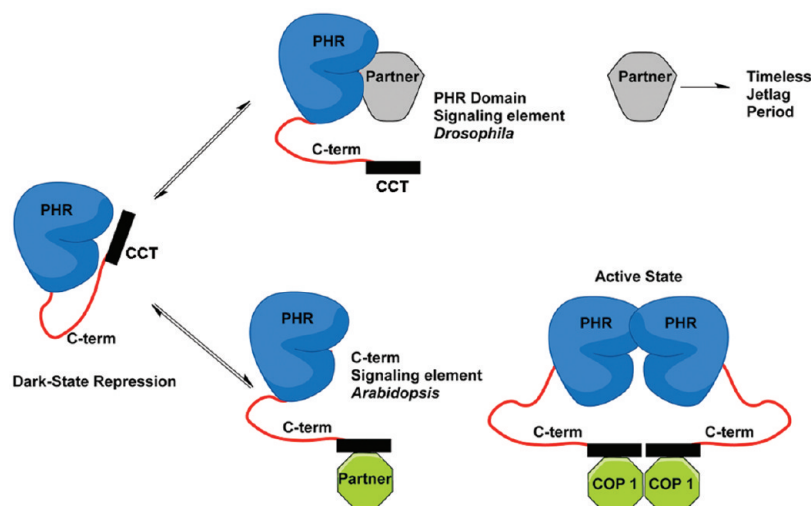 PHR
Partner
PHR Domain
Signaling element
Drosophila
C-term
CCT
Partner
Timeless
Jetlag
Period
PHR
CCT
C-term
Dark-State Repression
PHR
C-term
Signaling element
Arabidopsis
C-term
Partner
Active State
PHR
PHR
C-term
C-term
COP 1
COP 1